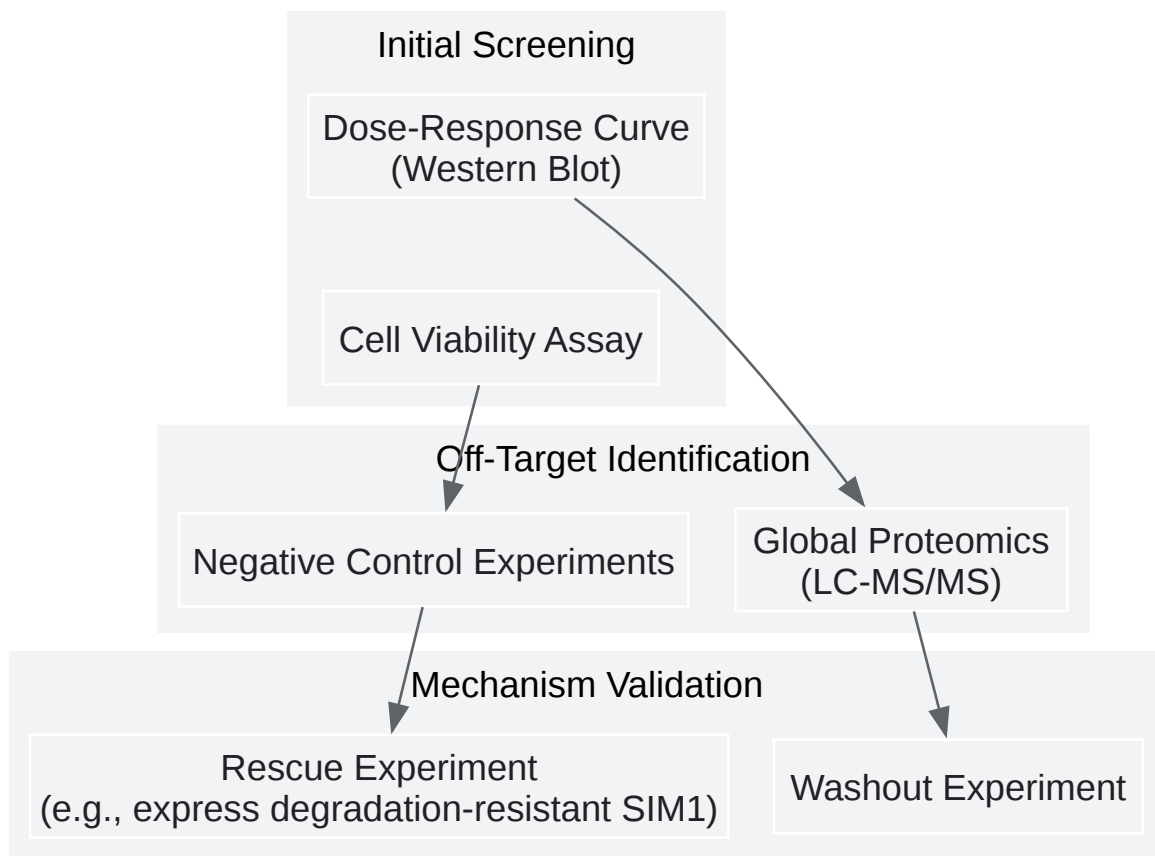 Initial Screening
Dose-Response Curve
(Western Blot)
Cell Viability Assay
Off-Target Identification
Negative Control Experiments
Global Proteomics
(LC-MS/MS)
Mechanism Validation
Rescue Experiment
(e.g., express degradation-resistant SIM1)
Washout Experiment